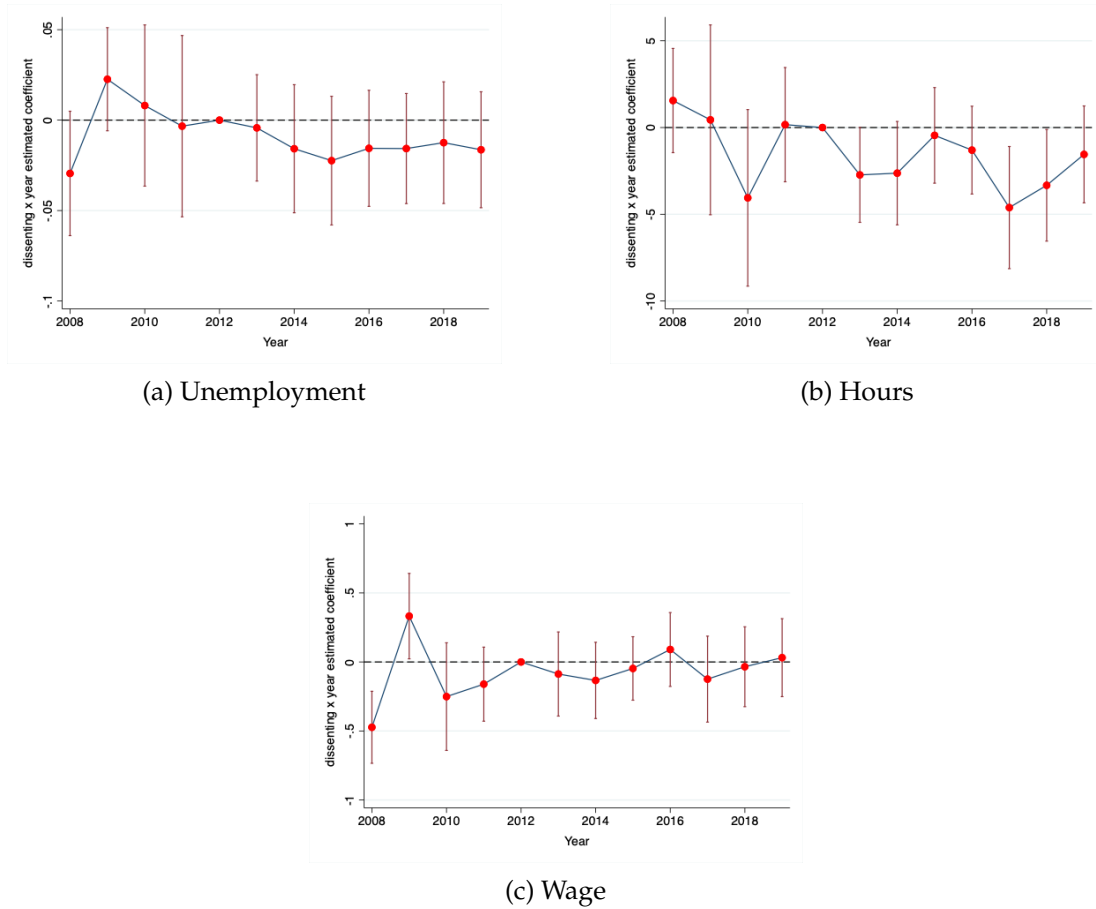 dissenting x year estimated coefficient
.05
0
-.05
-.1
2008 2010 2012 2014 2016 2018
Year
(a) Unemployment
dissenting x year estimated coefficient
5
0
-5
-10
2008 2010 2012 2014 2016 2018
Year
(b) Hours
dissenting x year estimated coefficient
1
.5
0
-.5
-1
2008 2010 2012 2014 2016 2018
Year
(c) Wage